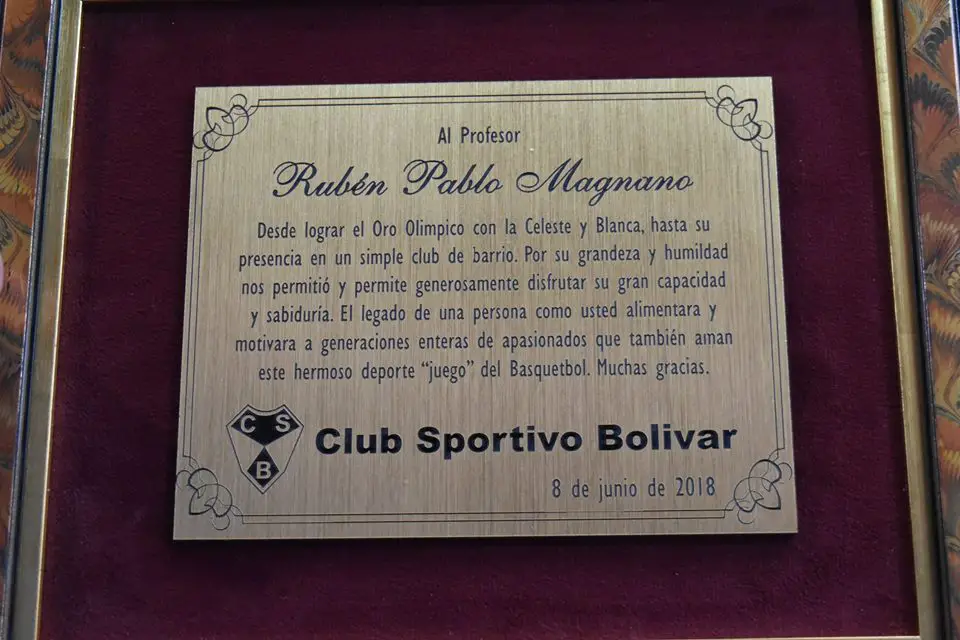 Al Profesor
Rubén Pablo Magnano
Desde lograr el Oro Olimpico con la Celeste y Blanca, hasta su
presencia en un simple club de barrio. Por su grandeza y humildad
nos permitió y permite generosamente disfrutar su gran capacidad
y sabiduría. El legado de una persona como usted alimentara y
motivara a generaciones enteras de apasionados que también aman
este hermoso deporte “juego” del Basquetbol. Muchas gracias.
C S
B
Club Sportivo Bolivar
8 de junio de 2018